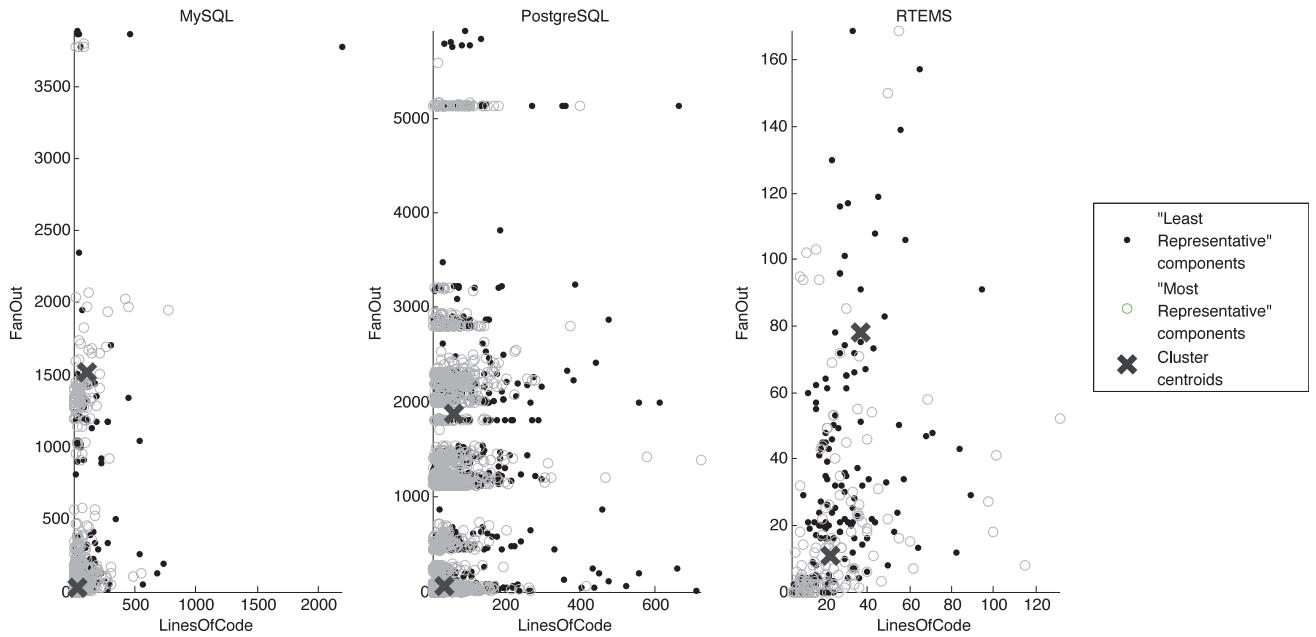 MySQL
PostgreSQL
RTEMS
3500
3000
2500
2000
1500
1000
500
0
FanOut
500
1000
1500
2000
LinesOfCode
5000
4000
3000
2000
1000
0
FanOut
200
400
600
LinesOfCode
160
140
120
100
80
60
40
20
0
FanOut
20
40
60
80
100
120
LinesOfCode
"Least
Representative"
components
"Most
Representative"
components
Cluster
centroids